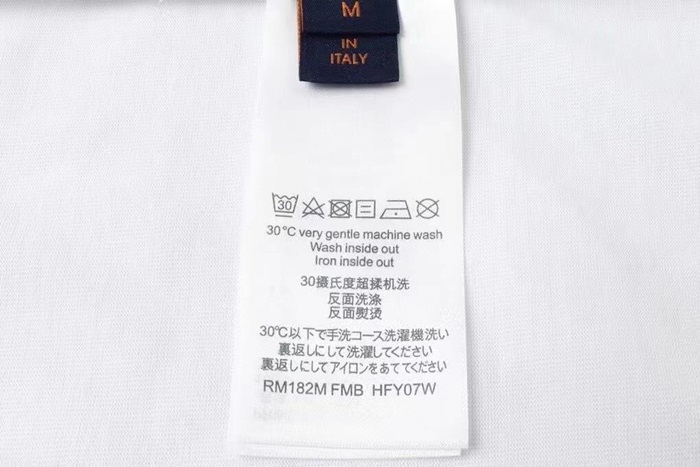 M
IN
ITALY
30
30°C very gentle machine wash
Wash inside out
Iron inside out
30摄氏度超揉机洗
反面洗涤
反面熨烫
30℃以下で手洗コース洗濯機洗い
裏返しにして洗濯してください
裏返しにしてアイロンをあててください
RM182M FMB HFY07W